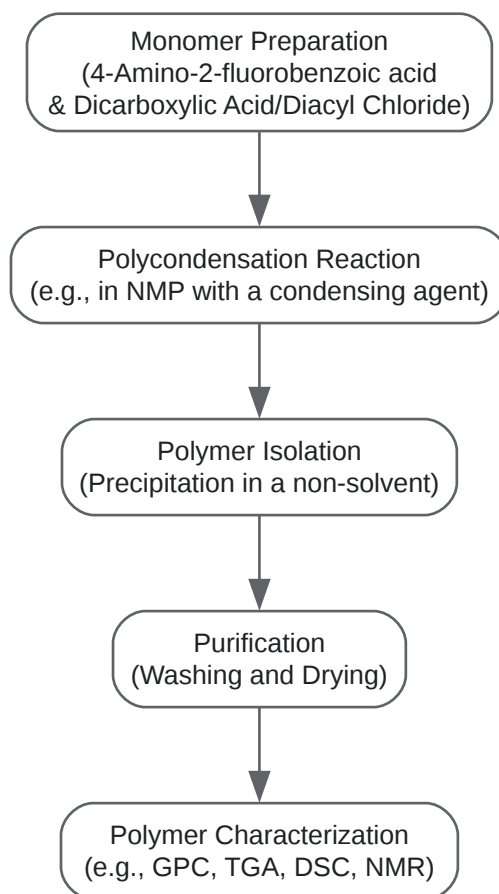 Monomer Preparation
(4-Amino-2-fluorobenzoic acid
& Dicarboxylic Acid/Diacyl Chloride)
Polycondensation Reaction
(e.g., in NMP with a condensing agent)
Polymer Isolation
(Precipitation in a non-solvent)
Purification
(Washing and Drying)
Polymer Characterization
(e.g., GPC, TGA, DSC, NMR)